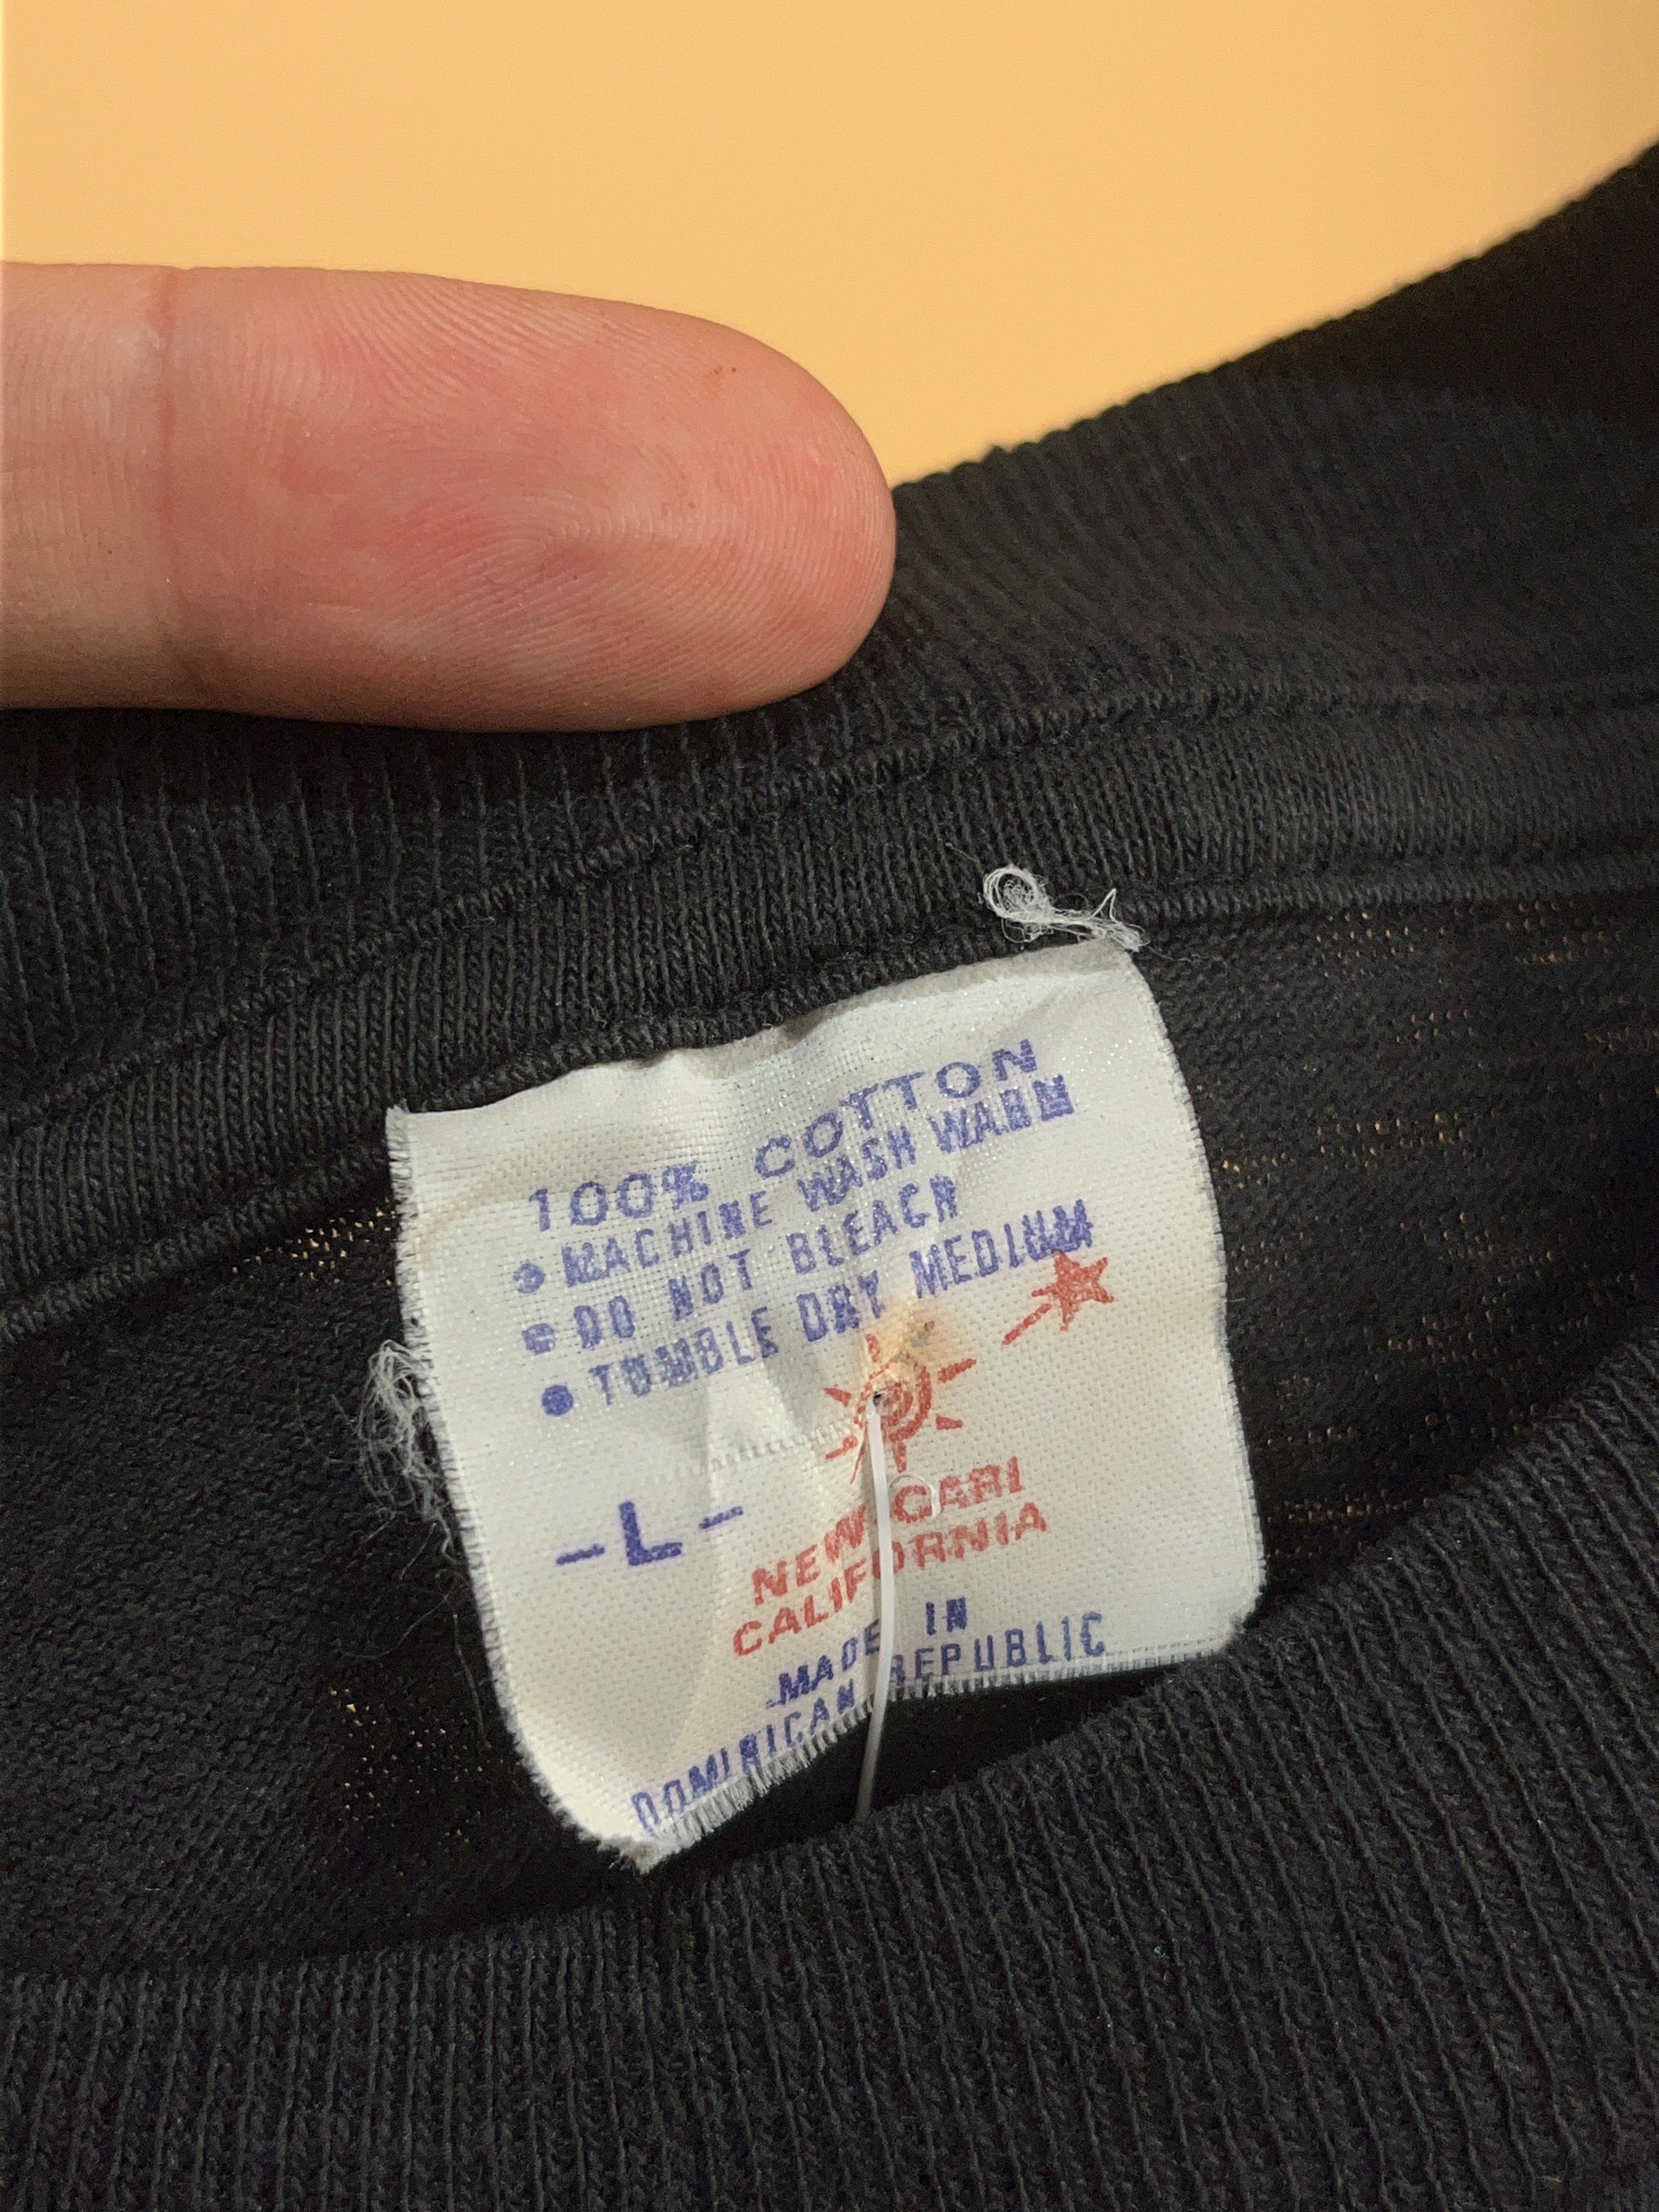 100% COTTON
● MACHINE WASH WARM
● DO NOT BLEACH
● TUMBLE DRY MEDIUM
-L-
NEW CARI
CALIFORNIA
MADE IN
DOMINICAN REPUBLIC